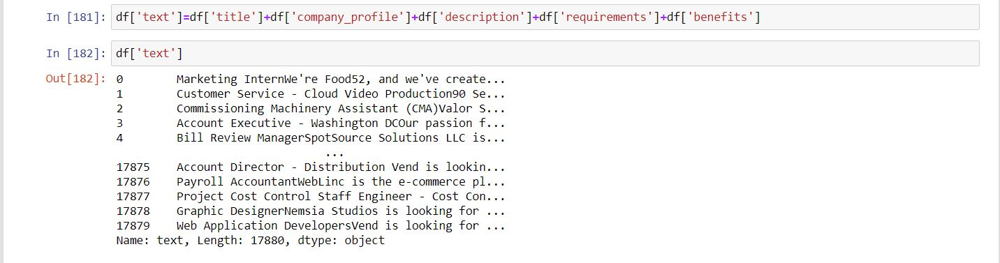 In [181]: df['text']=df['title']+df['company_profile']+df['description']+df['requirements']+df['benefits']
In [182]: df['text']
Out[182]: 0        Marketing InternWe're Food52, and we've create...
1        Customer Service - Cloud Video Production90 Se...
2        Commissioning Machinery Assistant (CMA)Valor S...
3        Account Executive - Washington DCOur passion f...
4        Bill Review ManagerSpotSource Solutions LLC is...
...
17875    Account Director - Distribution Vend is lookin...
17876    Payroll AccountantWebLinc is the e-commerce pl...
17877    Project Cost Control Staff Engineer - Cost Con...
17878    Graphic DesignerNemsia Studios is looking for ...
17879    Web Application DevelopersVend is looking for ...
Name: text, Length: 17880, dtype: object